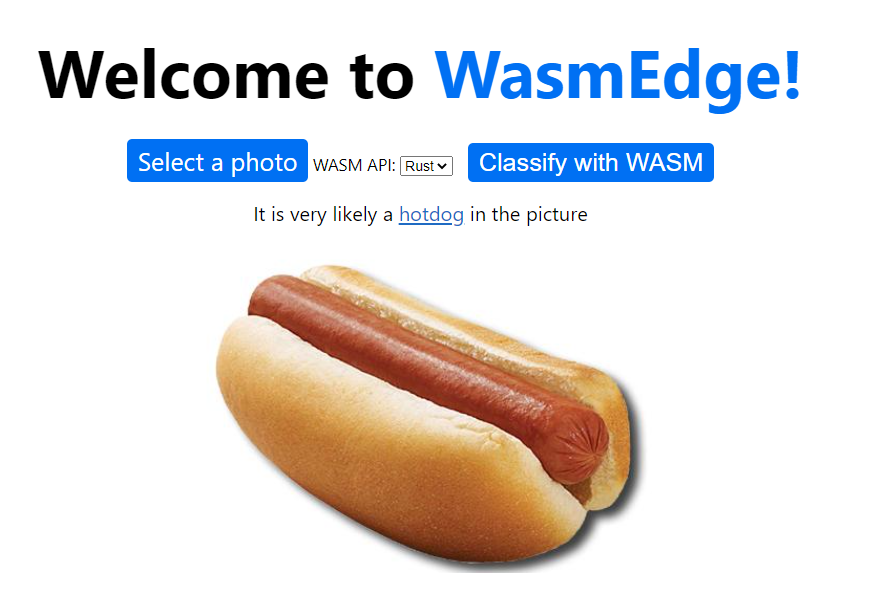 Welcome to WasmEdge!
Select a photo WASM API: Rust Classify with WASM
It is very likely a hotdog in the picture